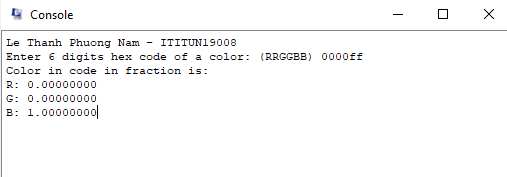 Console
Le Thanh Phuong Nam - ITITUN19008
Enter 6 digits hex code of a color: (RRGGBB) 0000ff
Color in code in fraction is:
R: 0.00000000
G: 0.00000000
B: 1.00000000